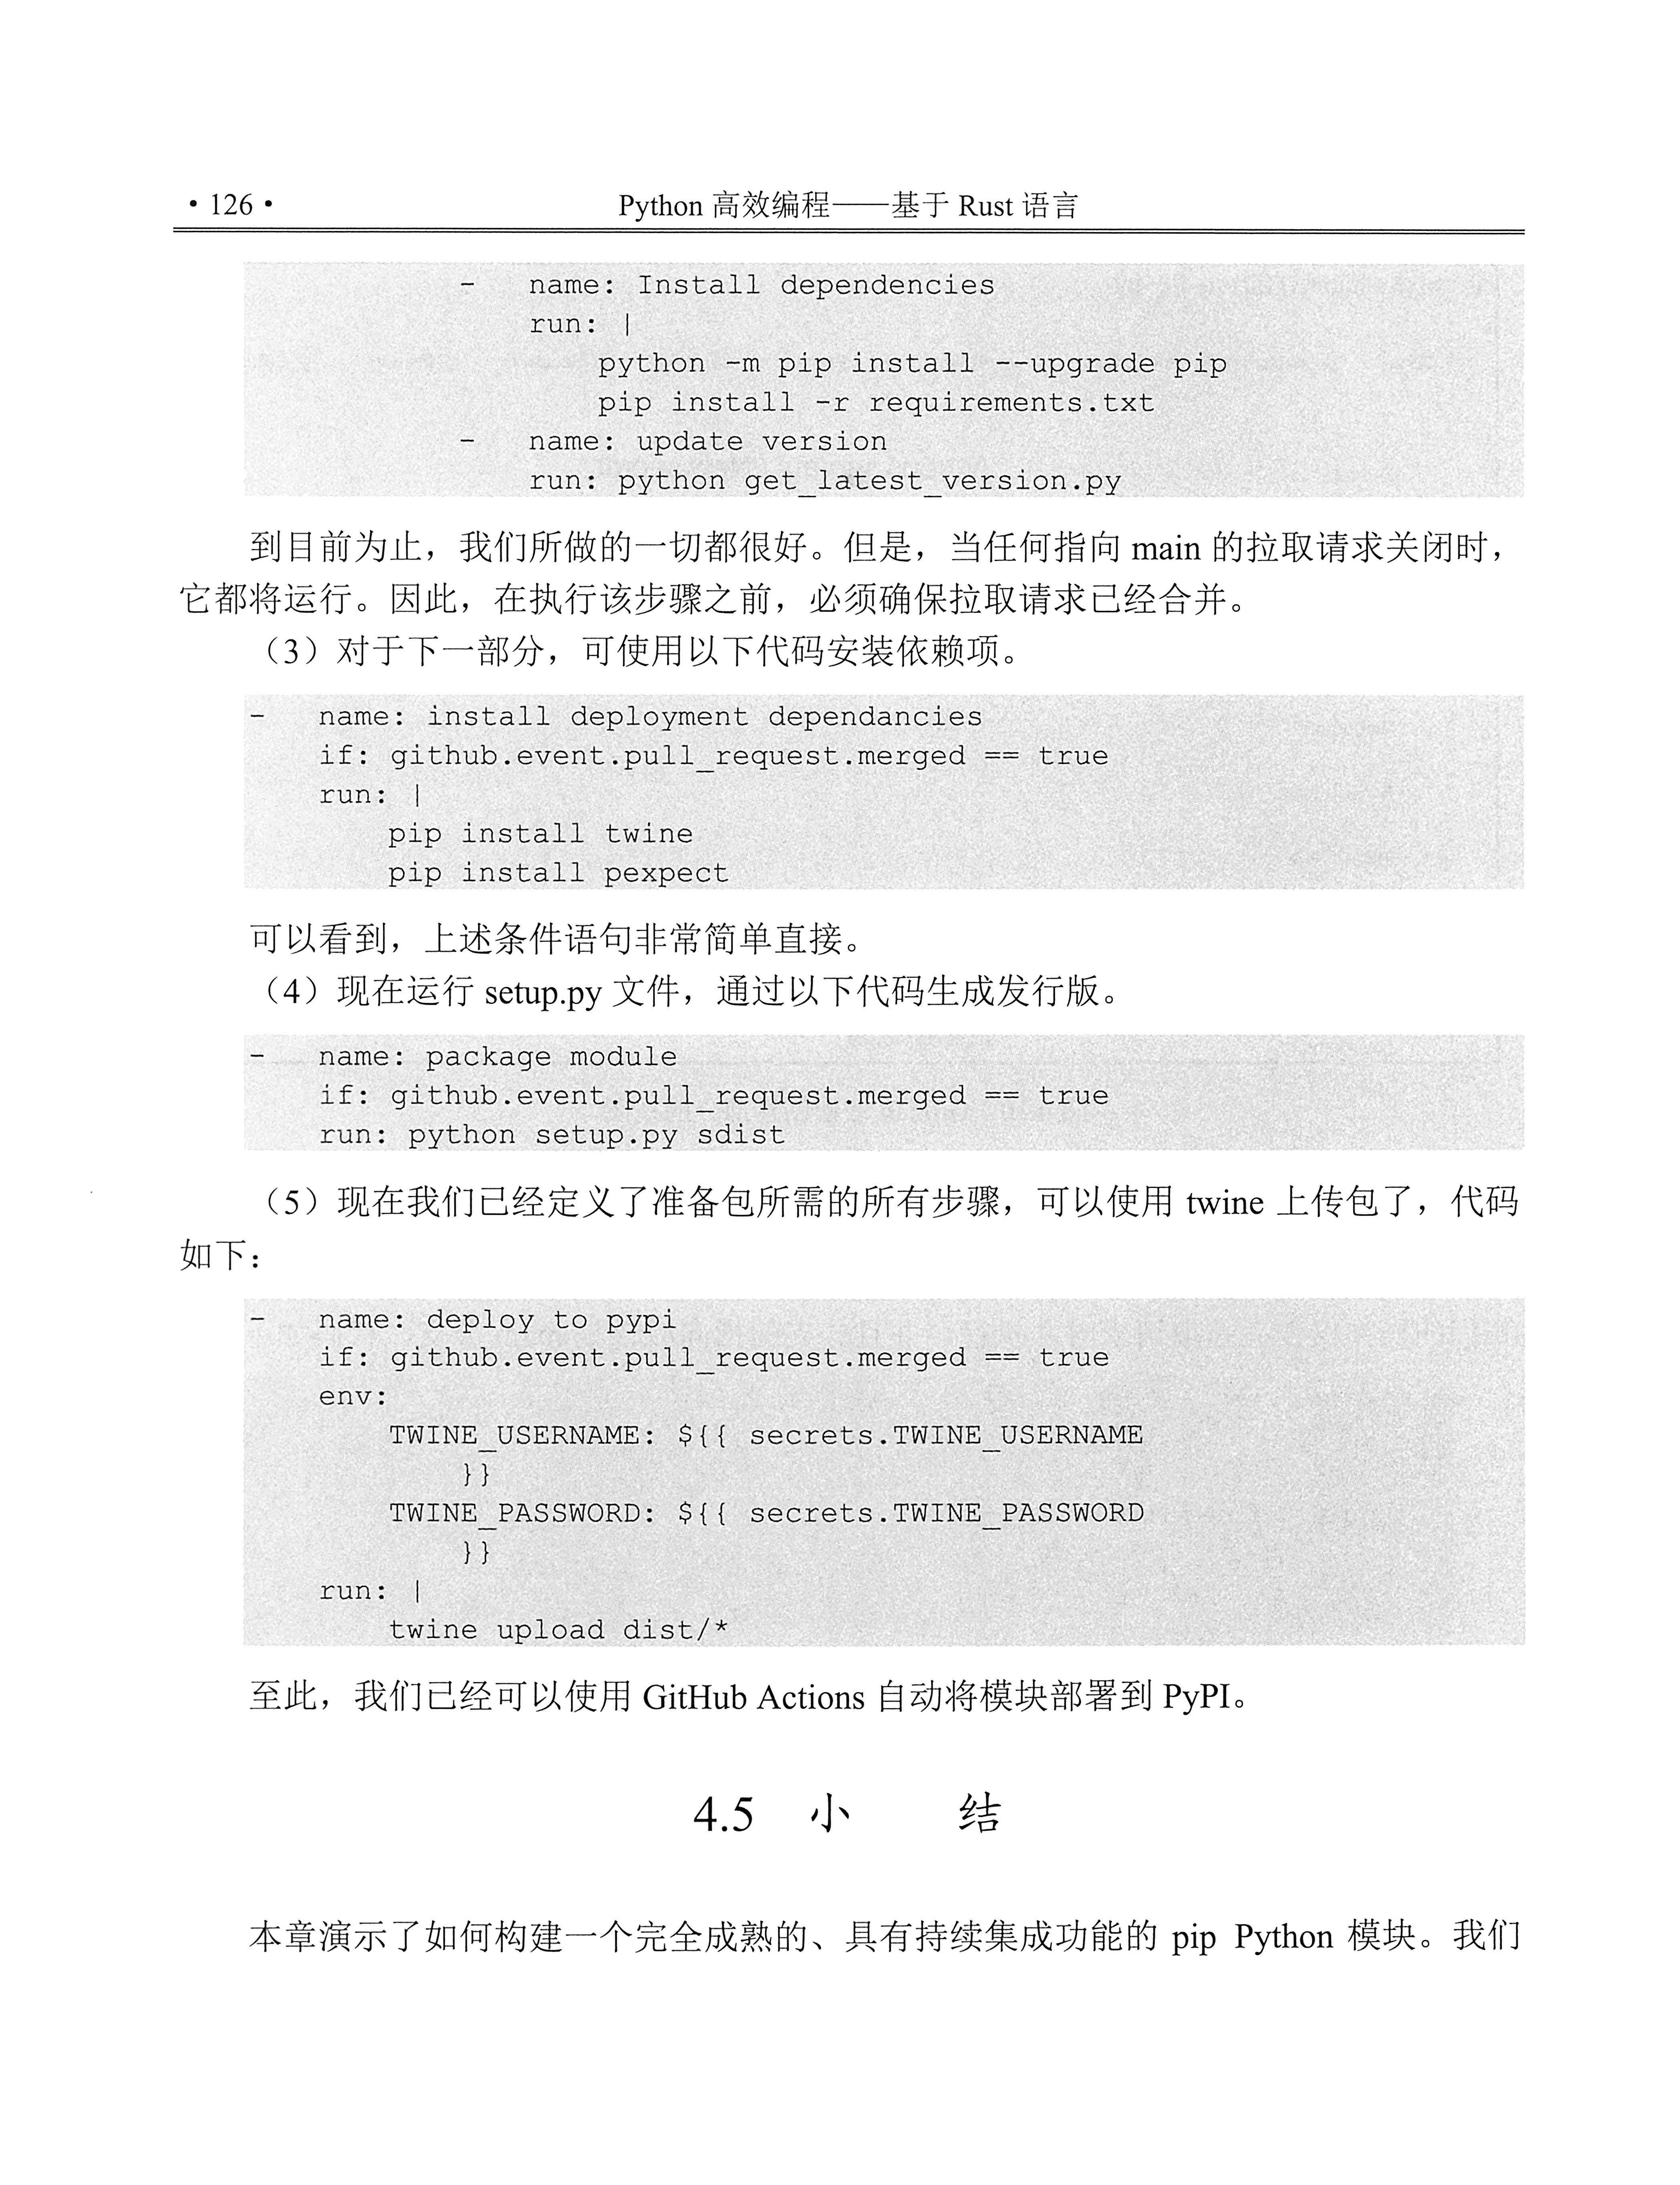 • 126 •
Python 高效编程——基于 Rust 语言
-   name: Install dependencies
    run: |
        python -m pip install --upgrade pip
        pip install -r requirements.txt
-   name: update version
    run: python get_latest_version.py
到目前为止，我们所做的一切都很好。但是，当任何指向 main 的拉取请求关闭时，
它都将运行。因此，在执行该步骤之前，必须确保拉取请求已经合并。
（3）对于下一部分，可使用以下代码安装依赖项。
-   name: install deployment dependancies
    if: github.event.pull_request.merged == true
    run: |
        pip install twine
        pip install pexpect
可以看到，上述条件语句非常简单直接。
（4）现在运行 setup.py 文件，通过以下代码生成发行版。
-   name: package module
    if: github.event.pull_request.merged == true
    run: python setup.py sdist
（5）现在我们已经定义了准备包所需的所有步骤，可以使用 twine 上传包了，代码
如下：
-   name: deploy to pypi
    if: github.event.pull_request.merged == true
    env:
        TWINE_USERNAME: ${{ secrets.TWINE_USERNAME
            }}
        TWINE_PASSWORD: ${{ secrets.TWINE_PASSWORD
            }}
    run: |
        twine upload dist/*
至此，我们已经可以使用 GitHub Actions 自动将模块部署到 PyPI。
4.5 小 结
本章演示了如何构建一个完全成熟的、具有持续集成功能的 pip Python 模块。我们